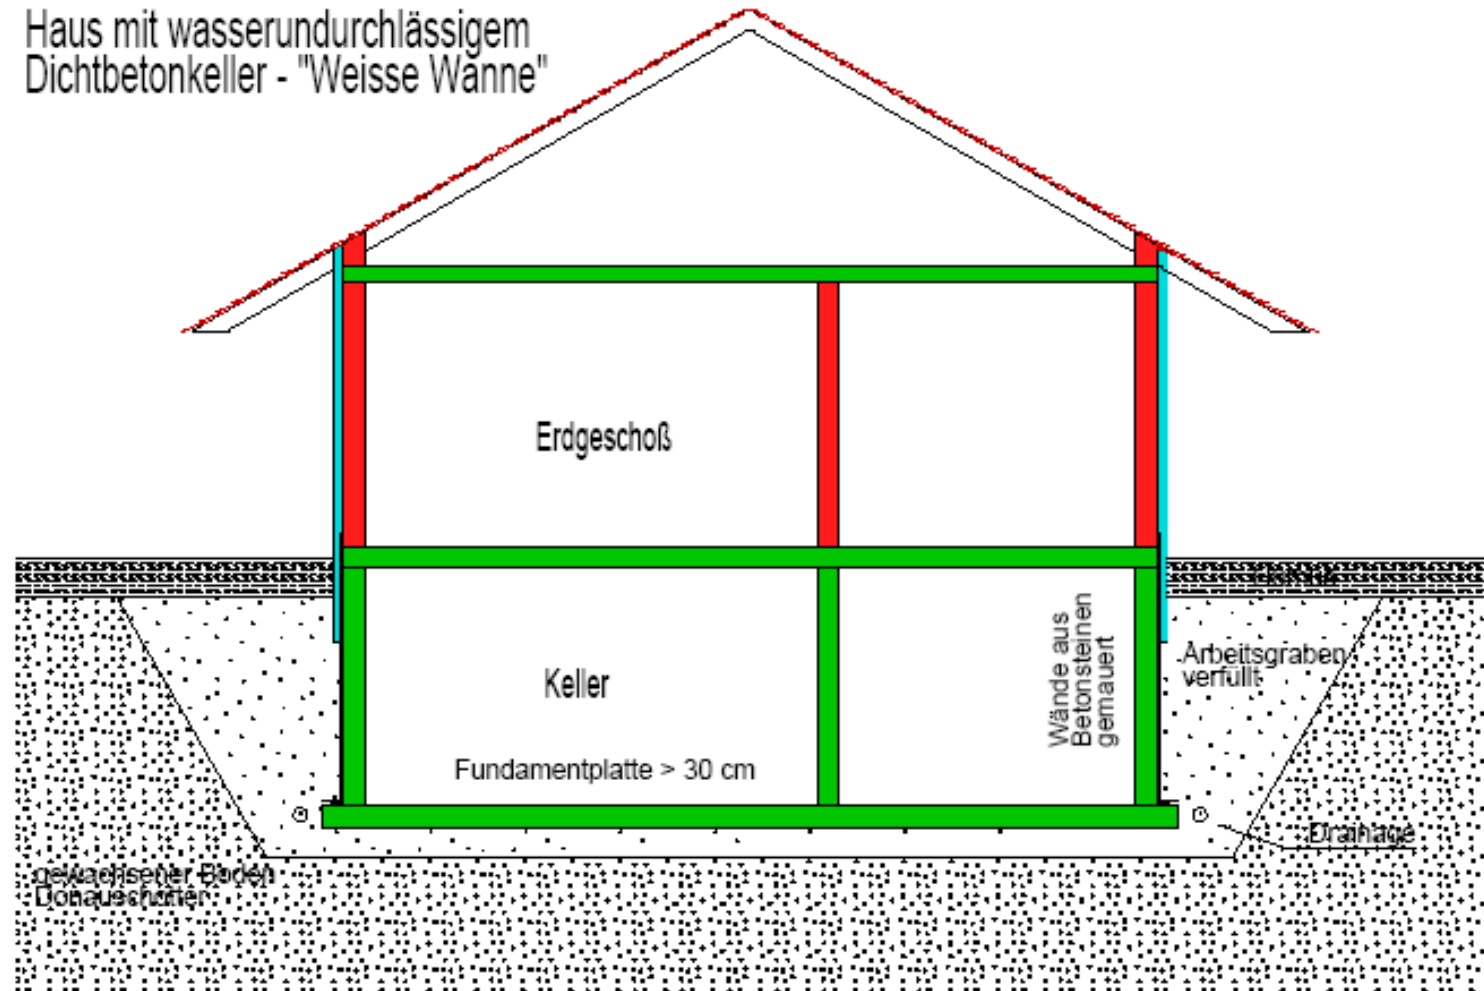 Haus mit wasserundurchlässigem
Dichtbetonkeller - "Weisse Wanne"
Erdgeschoß
Keller
Fundamentplatte > 30 cm
Wände aus
Betonsteinen
gemauert
Arbeitsgraben
verfüllt
Drainage
gewachsener Boden
Donauschotter